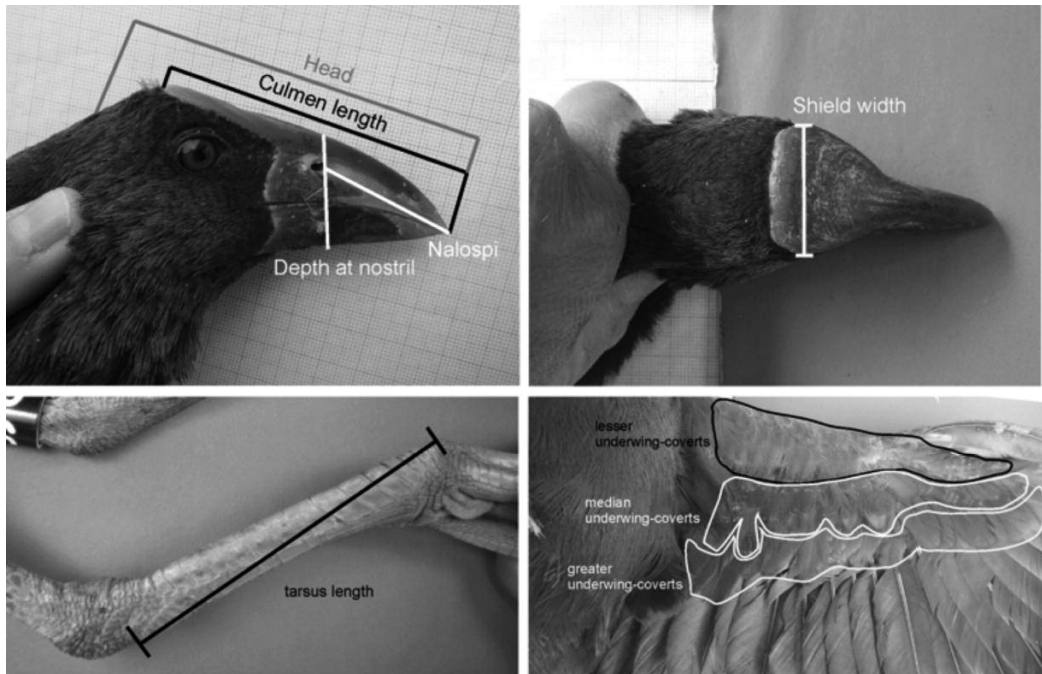 Head
Culmen length
Nalospi
Depth at nostril
Shield width
tarsus length
lesser
underwing-coverts
median
underwing-coverts
greater
underwing-coverts